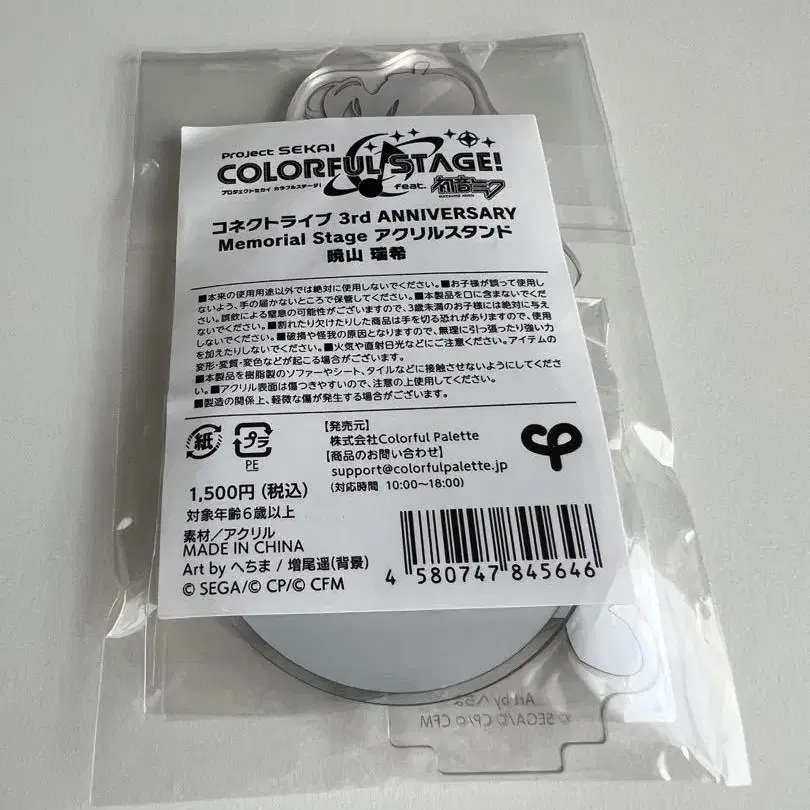 Project SEKAI
COLORFUL STAGE!
プロジェクトセカイ カラフルステージ!
feat. 初音ミク
HATSUNE MIKU
コネクトライブ 3rd ANNIVERSARY
Memorial Stage アクリルスタンド
暁山 瑞希
■本来の使用用途以外では絶対に使用しないでください。■お子様が誤って使用し
ないよう、手の届かないところで保管してください。■本製品を口に含まないでくだ
さい。誤飲による窒息の可能性がございますので、3歳未満のお子様には絶対に与え
ないでください。■割れたり欠けたりした商品は手を切る恐れがありますので、使用
しないでください。■破損や怪我の原因となりますので、無理に引っ張ったり強い力
を加えたりしないでください。■火気や直射日光などにご注意ください。アイテムの
変形・変質・変色などが起こる場合がございます。
■本製品を樹脂製のソファーやシート、タイルなどに接触させないようにしてくださ
い。■アクリル表面は傷つきやすいので、注意の上使用してください。
■製造の関係上、軽微な傷が発生する場合がございます。
紙
プラ
PE
【発売元】
株式会社Colorful Palette
【商品のお問い合わせ】
support@colorfulpalette.jp
(対応時間 10:00～18:00)
1,500円(税込)
対象年齢6歳以上
素材／アクリル
MADE IN CHINA
Art by へちま / 増尾遥(背景)
© SEGA/© CP/© CFM
4 580747 845646
Art by へちま
© SEGA/© CP/© CFM